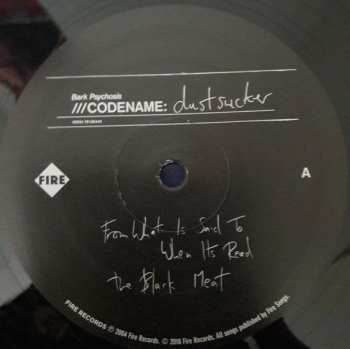 Bark Psychosis
///CODENAME: dustsucker
FIRE
A
From What Is Said To
When Its Read
The Black Meat
FIRE RECORDS ℗ 2004 Fire Records. © 2018 Fire Records. All songs published by Fire Songs.